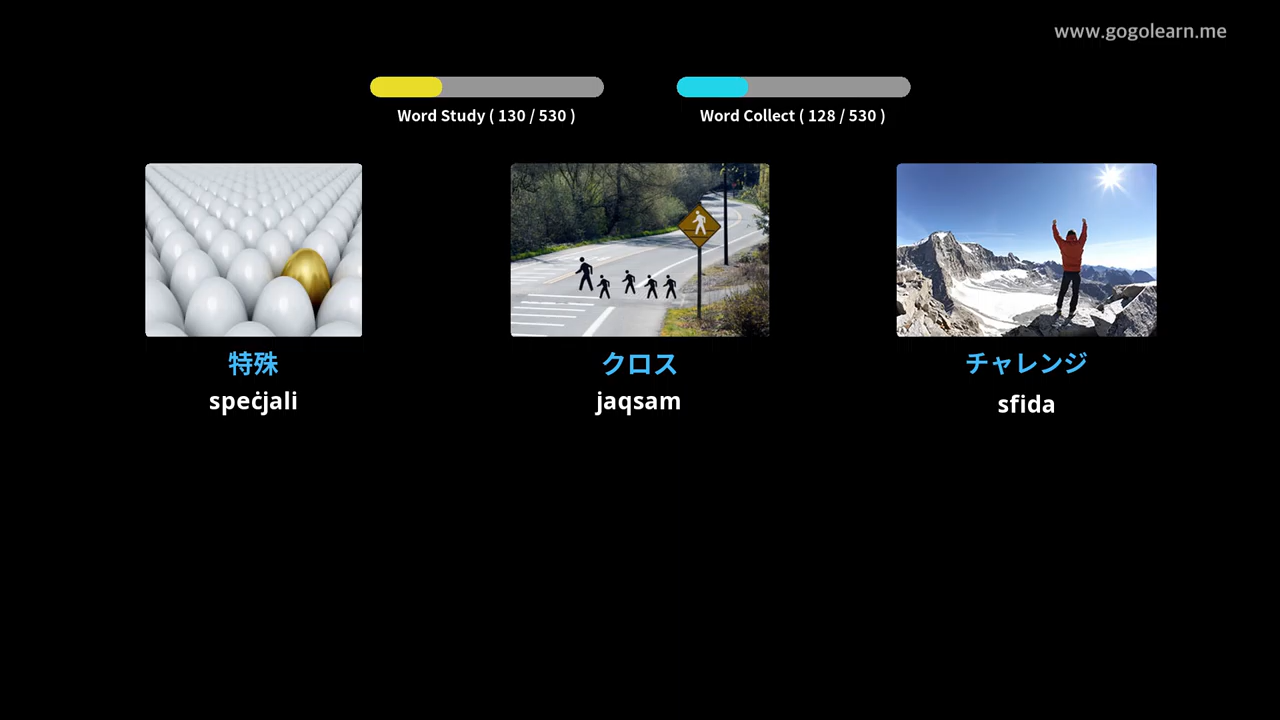 www.gogolearn.me
Word Study ( 130 / 530 )
Word Collect ( 128 / 530 )
特殊
クロス
チャレンジ
speċjali
jaqsam
sfida